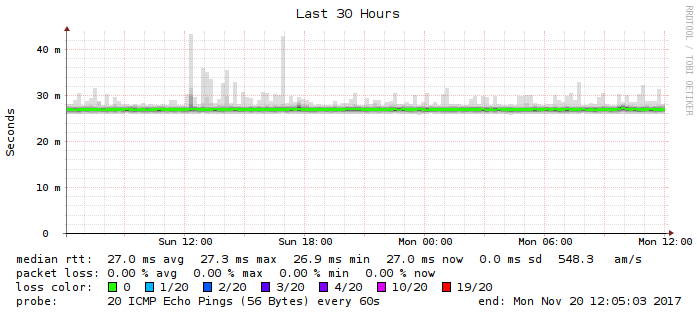 Last 30 Hours
RRDTOOL / TOBI OETIKER
Seconds
40 m
30 m
20 m
10 m
0
Sun 12:00 Sun 18:00 Mon 00:00 Mon 06:00 Mon 12:00
median rtt: 27.0 ms avg 27.3 ms max 26.9 ms min 27.0 ms now 0.0 ms sd 548.3 am/s
packet loss: 0.00 % avg 0.00 % max 0.00 % min 0.00 % now
loss color: 0 1/20 2/20 3/20 4/20 10/20 19/20
probe: 20 ICMP Echo Pings (56 Bytes) every 60s end: Mon Nov 20 12:05:03 2017